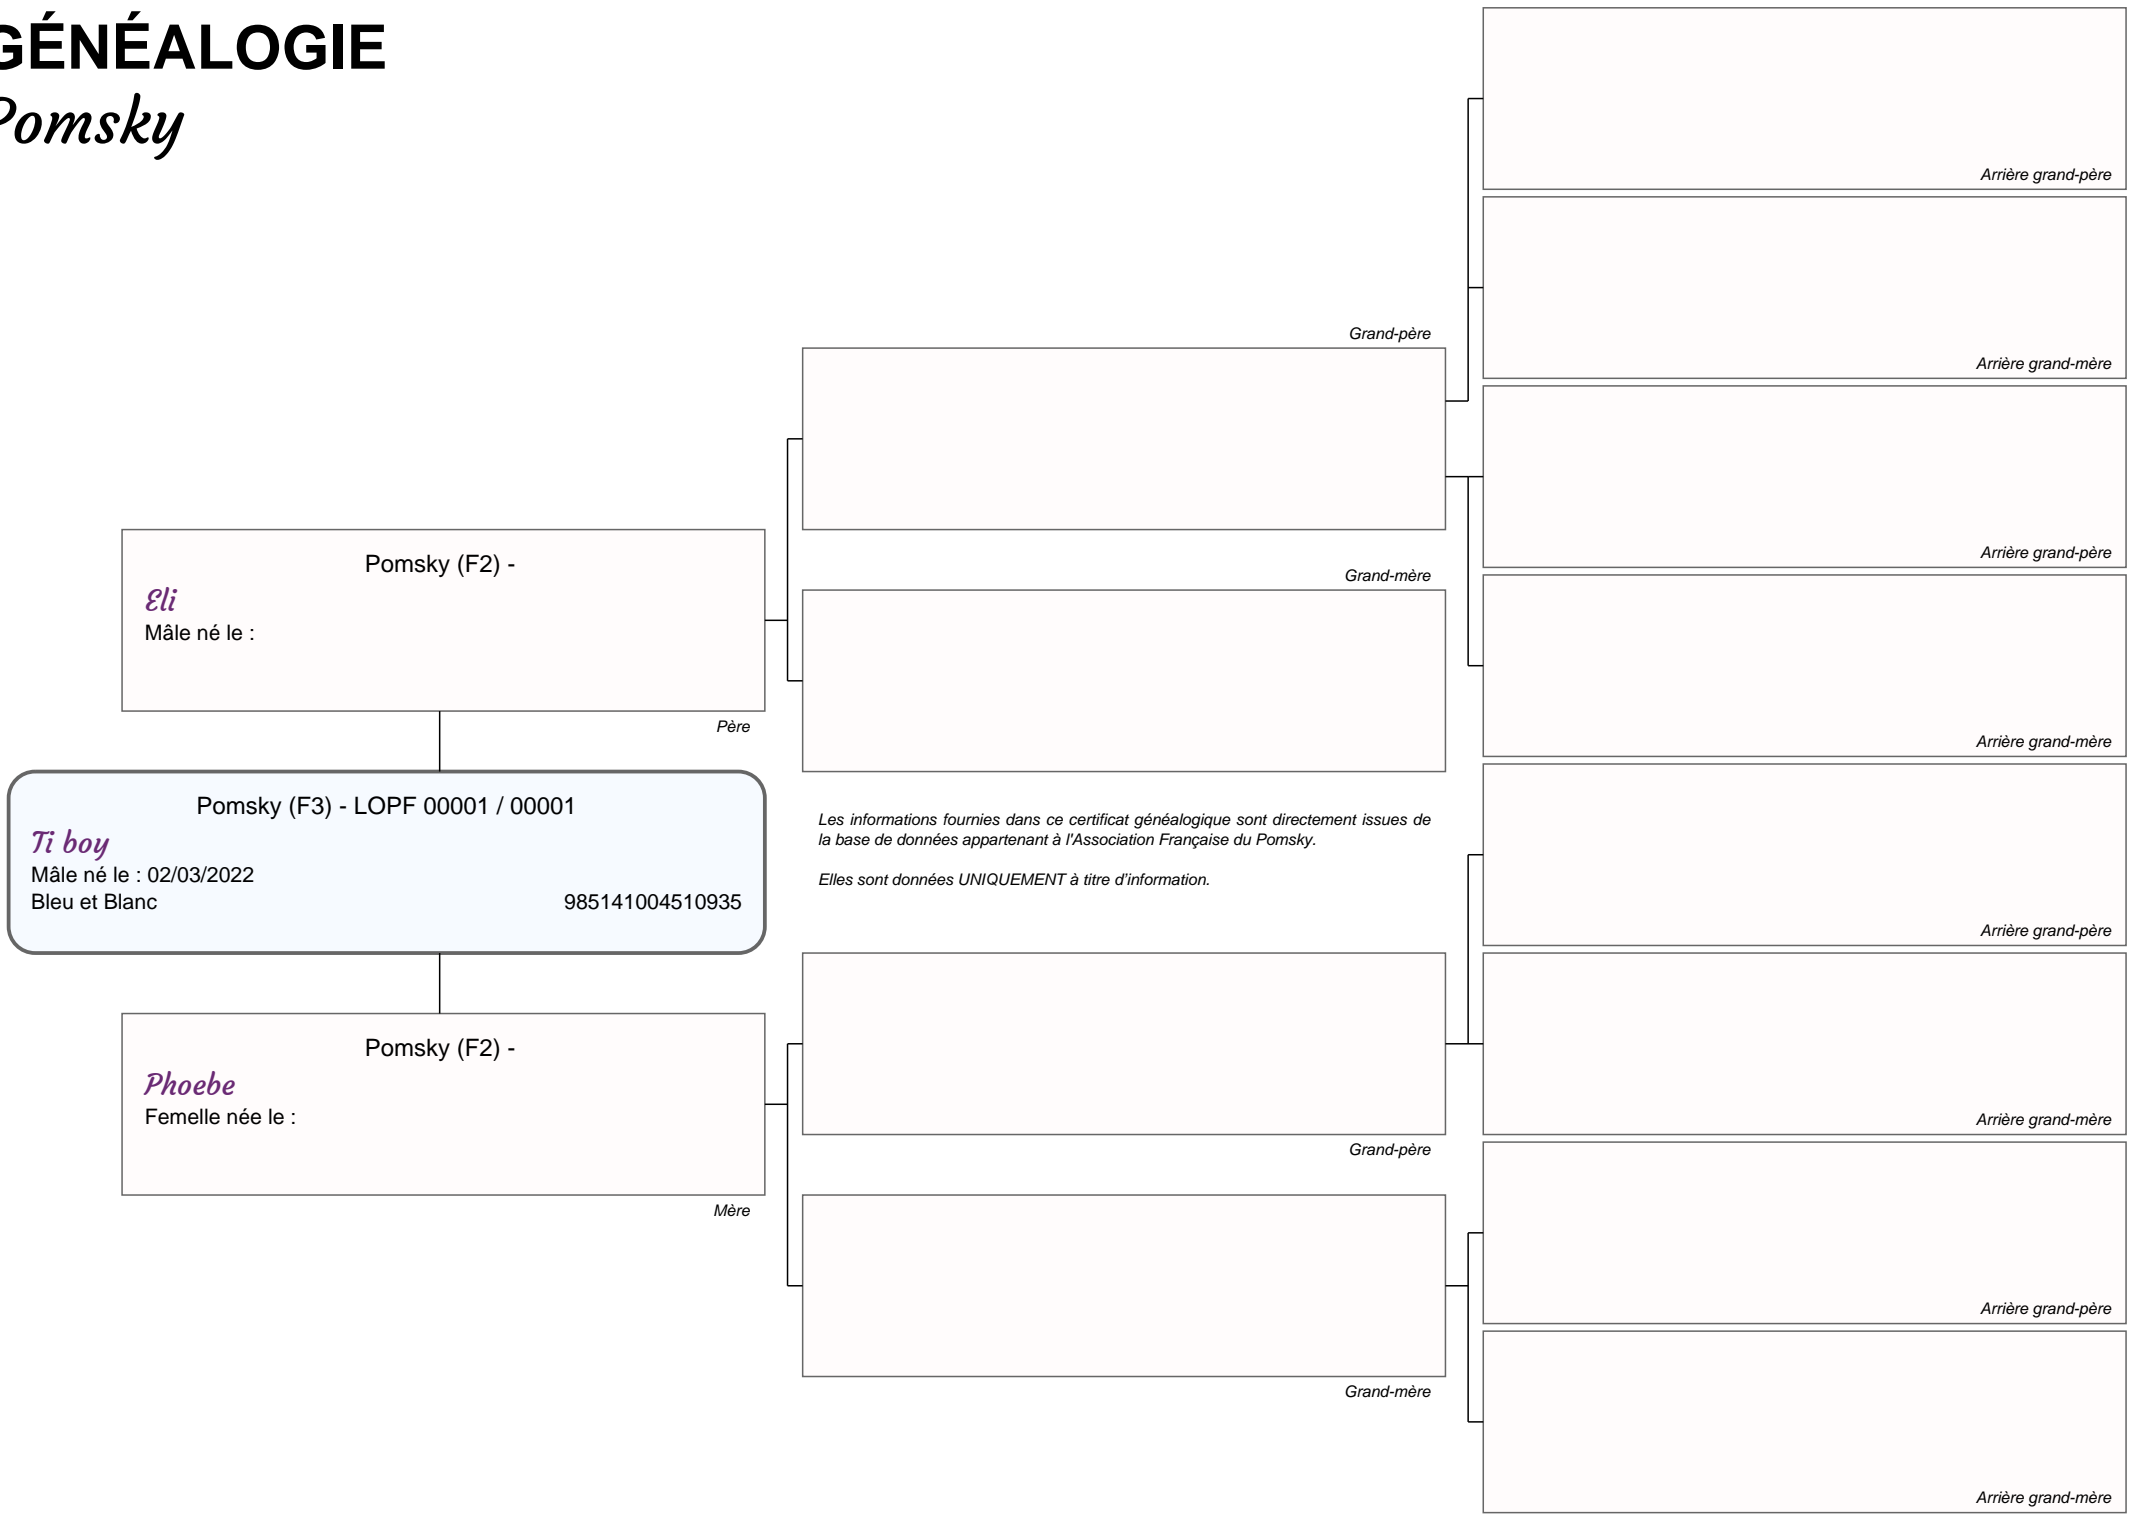 GÉNÉALOGIE
Pomsky
Arrière grand-père
Arrière grand-mère
Grand-père
Arrière grand-père
Pomsky (F2) -
Eli
Mâle né le :
Grand-mère
Père
Arrière grand-mère
Pomsky (F3) - LOPF 00001 / 00001
Ti boy
Mâle né le : 02/03/2022
Bleu et Blanc 985141004510935
Les informations fournies dans ce certificat généalogique sont directement issues de
la base de données appartenant à l'Association Française du Pomsky.
Elles sont données UNIQUEMENT à titre d’information.
Arrière grand-père
Pomsky (F2) -
Phoebe
Femelle née le :
Arrière grand-mère
Grand-père
Mère
Arrière grand-père
Grand-mère
Arrière grand-mère